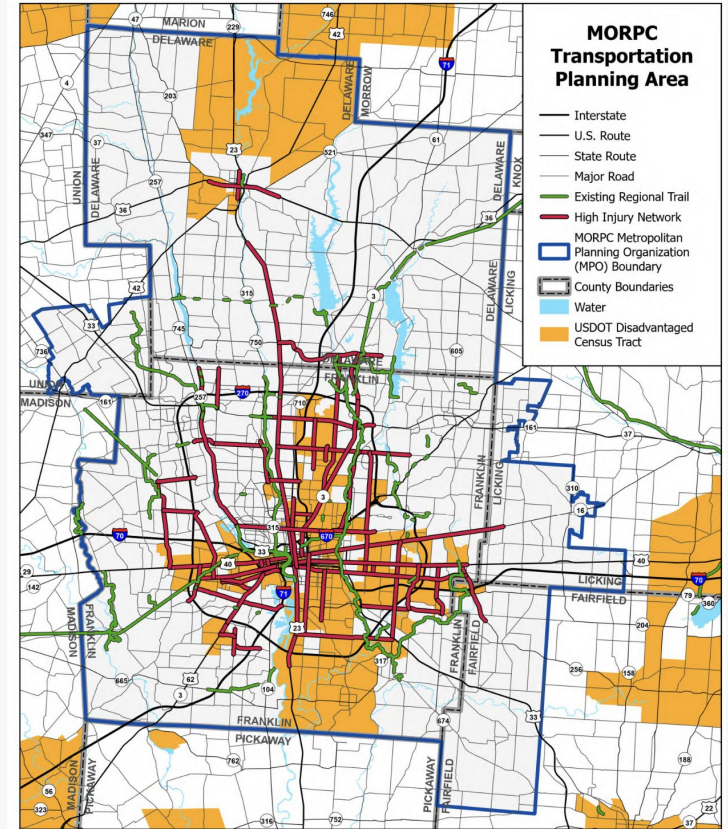 MORPC
Transportation
Planning Area
Interstate
U.S. Route
State Route
Major Road
Existing Regional Trail
High Injury Network
MORPC Metropolitan
Planning Organization
(MPO) Boundary
County Boundaries
Water
USDOT Disadvantaged
Census Tract
47
MARION
229
746
DELAWARE
42
71
4
203
DELAWARE
MORROW
347
37
23
521
61
DELAWARE
KNOX
UNION
DELAWARE
257
36
36
42
315
3
DELAWARE
LICKING
33
745
736
750
605
DELAWARE
FRANKLIN
UNION
MADISON
161
257
270
710
161
37
FRANKLIN
LICKING
310
16
3
315
70
33
670
40
40
29
142
71
LICKING
70
FAIRFIELD
79
360
MADISON
FRANKLIN
23
FRANKLIN
FAIRFIELD
204
317
256
158
665
62
3
104
674
33
FRANKLIN
PICKAWAY
762
188
MADISON
PICKAWAY
PICKAWAY
FAIRFIELD
56
323
316
752
22
37